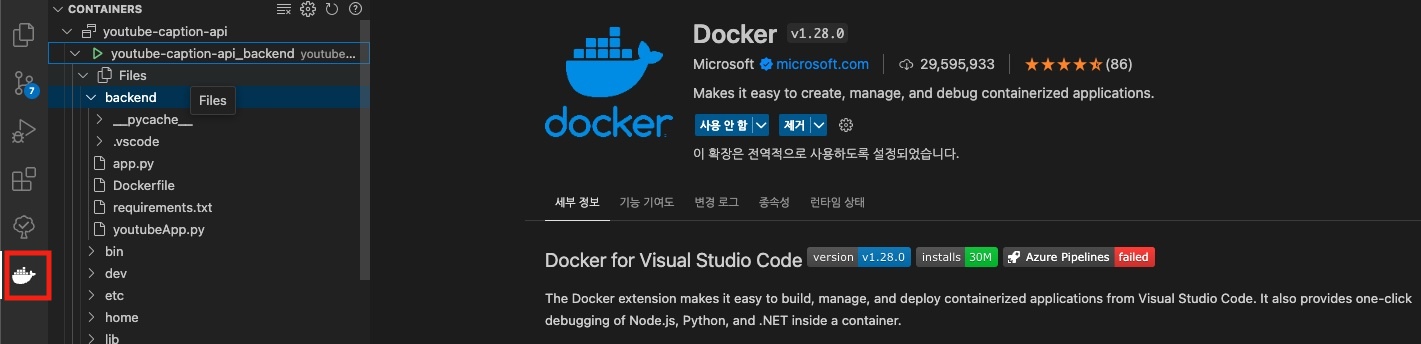 CONTAINERS
youtube-caption-api
youtube-caption-api_backend youtube...
Files
backend
Files
__pycache__
.vscode
app.py
Dockerfile
requirements.txt
youtubeApp.py
bin
dev
etc
home
lib
7
docker
Docker v1.28.0
Microsoft microsoft.com 29,595,933 (86)
Makes it easy to create, manage, and debug containerized applications.
사용 안 함 제거
이 확장은 전역적으로 사용하도록 설정되었습니다.
세부 정보 기능 기여도 변경 로그 종속성 런타임 상태
Docker for Visual Studio Code version v1.28.0 installs 30M Azure Pipelines failed
The Docker extension makes it easy to build, manage, and deploy containerized applications from Visual Studio Code. It also provides one-click
debugging of Node.js, Python, and .NET inside a container.